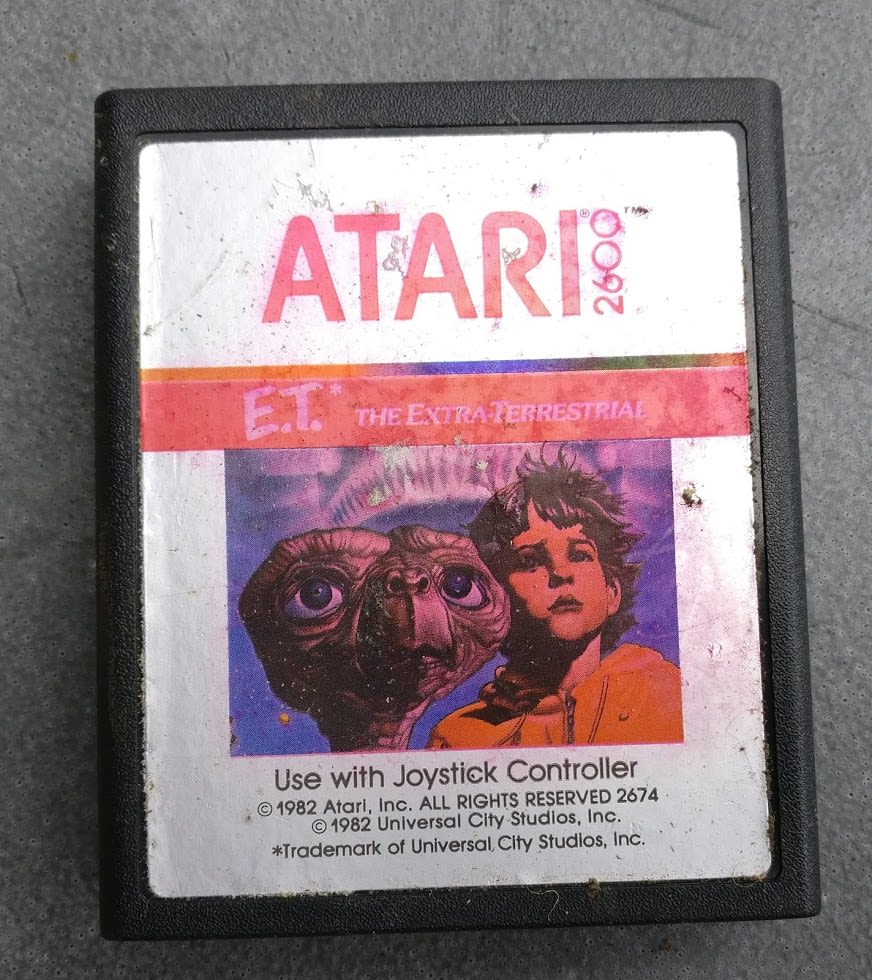 ATARI® 2600™
E.T.* THE EXTRA-TERRESTRIAL
Use with Joystick Controller
© 1982 Atari, Inc. ALL RIGHTS RESERVED 2674
© 1982 Universal City Studios, Inc.
*Trademark of Universal City Studios, Inc.